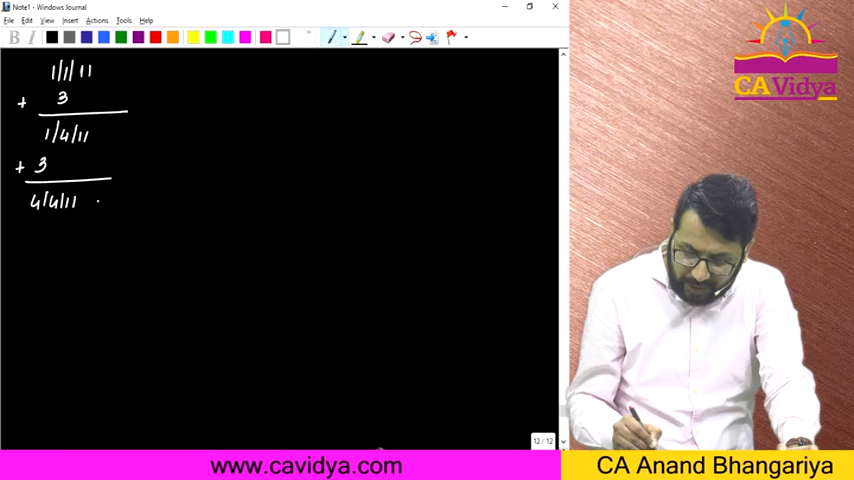 Note1 - Windows Journal
File Edit View Insert Actions Tools Help
B I
1/1/11
+ 3
1/4/11
+ 3
4/4/11
12 / 12
CA Vidya
www.cavidya.com
CA Anand Bhangariya